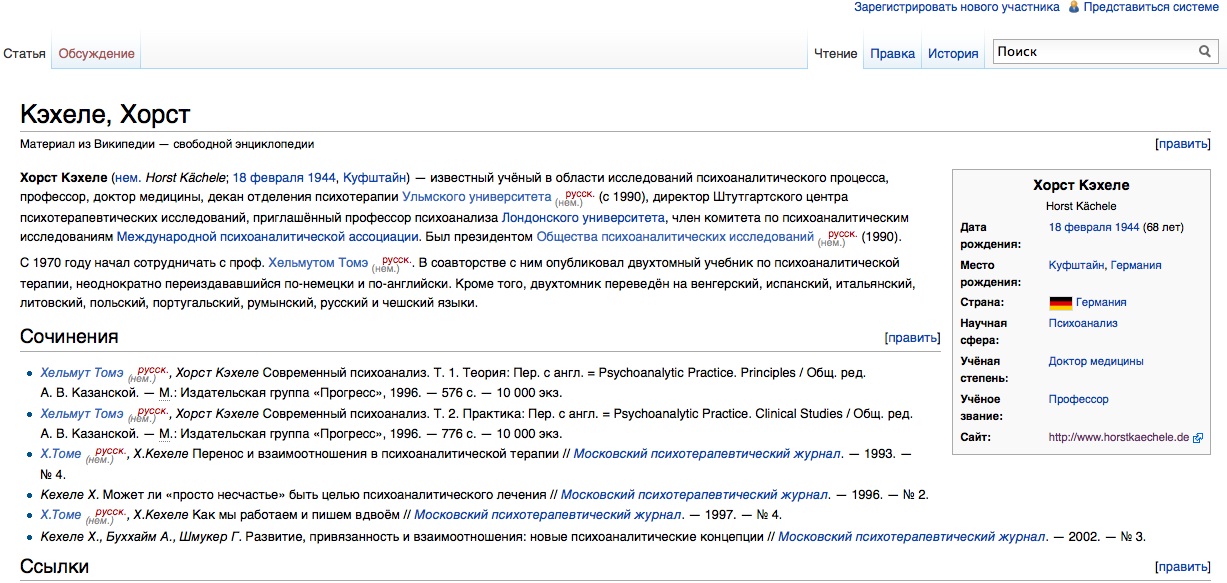 Зарегистрировать нового участника Представиться системе
Статья Обсуждение Чтение Правка История Поиск
Кэхеле, Хорст
Материал из Википедии — свободной энциклопедии [править]
Хорст Кэхеле (нем. Horst Kächele; 18 февраля 1944, Куфштайн) — известный учёный в области исследований психоаналитического процесса,
профессор, доктор медицины, декан отделения психотерапии Ульмского университета русск. (нем.) (с 1990), директор Штутгартского центра
психотерапевтических исследований, приглашённый профессор психоанализа Лондонского университета, член комитета по психоаналитическим
исследованиям Международной психоаналитической ассоциации. Был президентом Общества психоаналитических исследований русск. (нем.) (1990).
С 1970 году начал сотрудничать с проф. Хельмутом Томэ русск. (нем.). В соавторстве с ним опубликовал двухтомный учебник по психоаналитической
терапии, неоднократно переиздававшийся по-немецки и по-английски. Кроме того, двухтомник переведён на венгерский, испанский, итальянский,
литовский, польский, португальский, румынский, русский и чешский языки.
Хорст Кэхеле
Horst Kächele
Дата
рождения:
18 февраля 1944 (68 лет)
Место
рождения:
Куфштайн, Германия
Страна: Германия
Научная
сфера:
Психоанализ
Учёная
степень:
Доктор медицины
Учёное
звание:
Профессор
Сайт: http://www.horstkaechele.de
Сочинения [править]
Хельмут Томэ русск. (нем.), Хорст Кэхеле Современный психоанализ. Т. 1. Теория: Пер. с англ. = Psychoanalytic Practice. Principles / Общ. ред.
А. В. Казанской. — М.: Издательская группа «Прогресс», 1996. — 576 с. — 10 000 экз.
Хельмут Томэ русск. (нем.), Хорст Кэхеле Современный психоанализ. Т. 2. Практика: Пер. с англ. = Psychoanalytic Practice. Clinical Studies / Общ. ред.
А. В. Казанской. — М.: Издательская группа «Прогресс», 1996. — 776 с. — 10 000 экз.
Х.Томе русск. (нем.), Х.Кехеле Перенос и взаимоотношения в психоаналитической терапии // Московский психотерапевтичский журнал. — 1993. —
№ 4.
Кехеле Х. Может ли «просто несчастье» быть целью психоаналитического лечения // Московский психотерапевтичский журнал. — 1996. — № 2.
Х.Томе русск. (нем.), Х.Кехеле Как мы работаем и пишем вдвоём // Московский психотерапевтичский журнал. — 1997. — № 4.
Кехеле Х., Буххайм А., Шмукер Г. Развитие, привязанность и взаимоотношения: новые психоаналитические концепции // Московский психотерапевтичский журнал. — 2002. — № 3.
Ссылки [править]